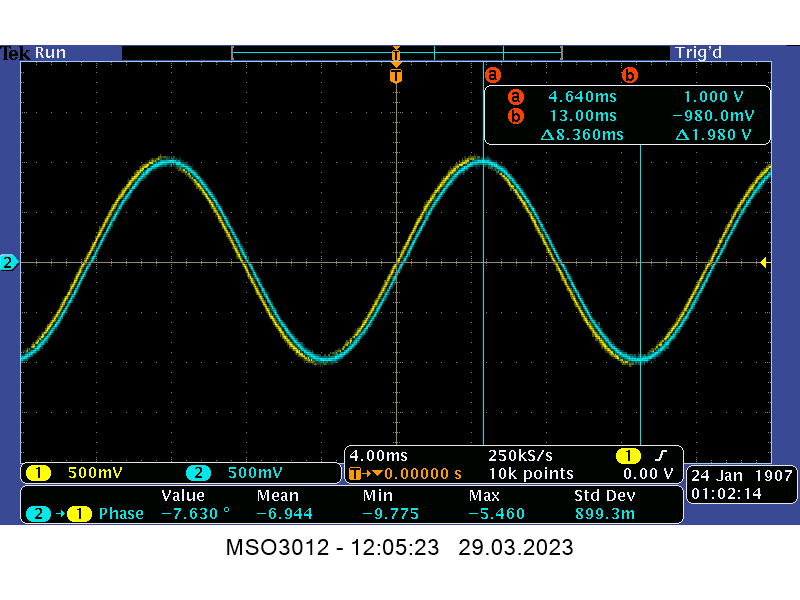 Tek Run Trig'd
T
T a b
a 4.640ms 1.000 V
b 13.00ms −980.0mV
Δ8.360ms Δ1.980 V
2
1 500mV 2 500mV
4.00ms 250kS/s 1
T→▼0.00000 s 10k points 0.00 V
24 Jan 1907
01:02:14
Value Mean Min Max Std Dev
2 →1 Phase −7.630 ° −6.944 −9.775 −5.460 899.3m
MSO3012 - 12:05:23 29.03.2023